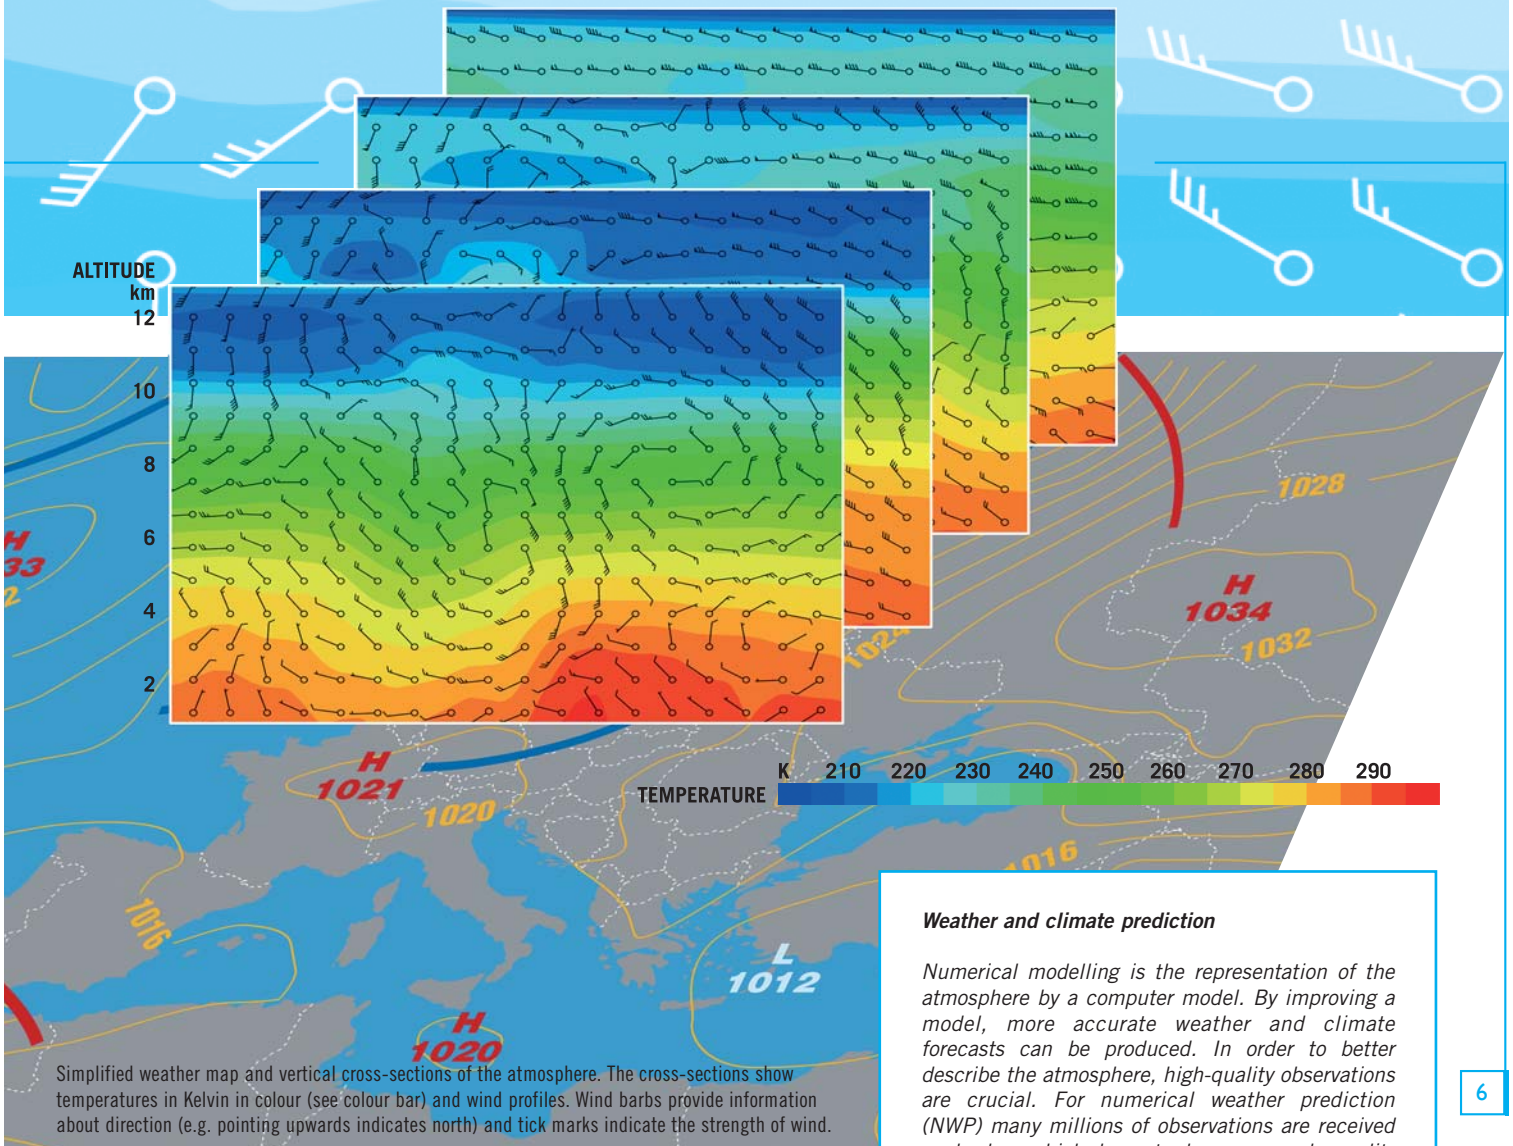 ALTITUDE
km
12
10
8
6
4
2
H
33
2
1028
H
1034
1032
1024
H
1021
1020
K 210 220 230 240 250 260 270 280 290
TEMPERATURE
1016
1016
L
1012
H
1020
Simplified weather map and vertical cross-sections of the atmosphere. The cross-sections show
temperatures in Kelvin in colour (see colour bar) and wind profiles. Wind barbs provide information
about direction (e.g. pointing upwards indicates north) and tick marks indicate the strength of wind.
Weather and climate prediction
Numerical modelling is the representation of the
atmosphere by a computer model. By improving a
model, more accurate weather and climate
forecasts can be produced. In order to better
describe the atmosphere, high-quality observations
are crucial. For numerical weather prediction
(NWP) many millions of observations are received
6